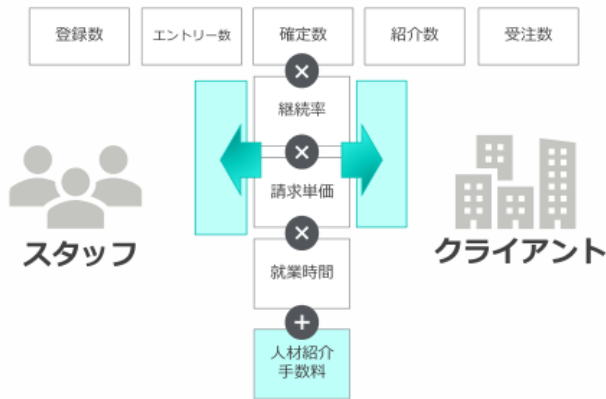 登録数
エントリー数
確定数
紹介数
受注数
×
継続率
×
請求単価
×
就業時間
+
人材紹介
手数料
スタッフ
クライアント